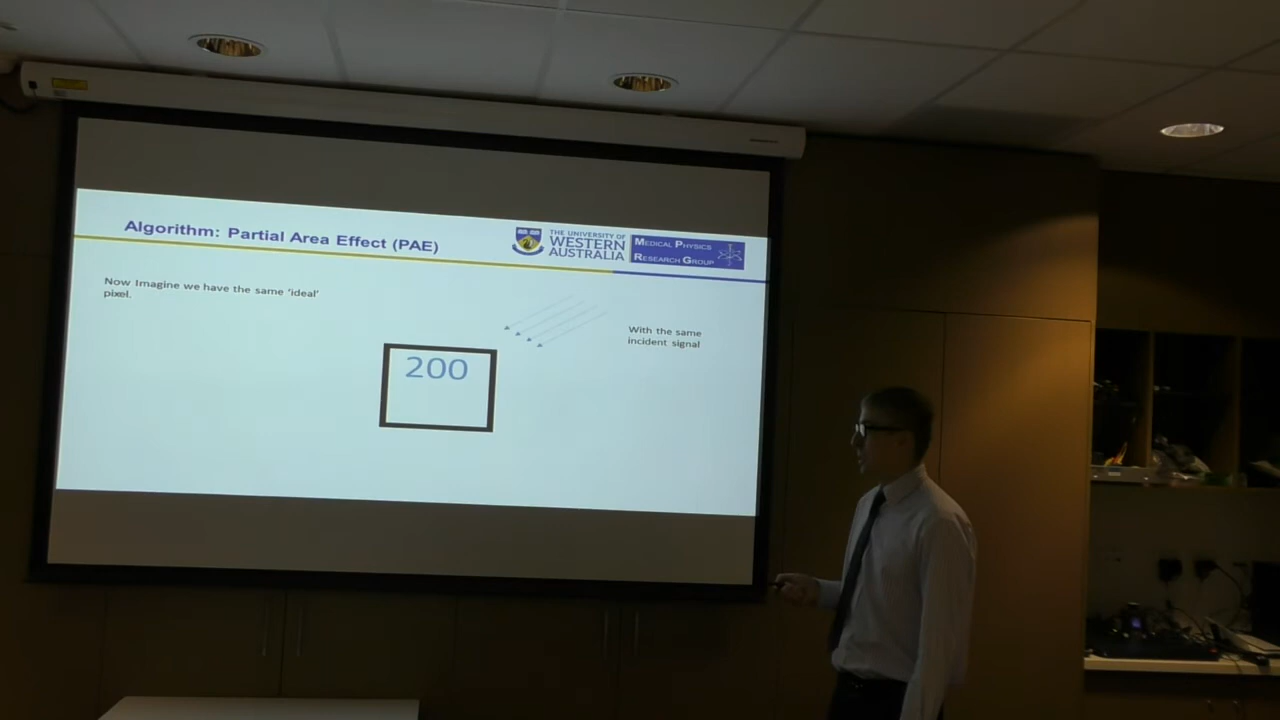 Algorithm: Partial Area Effect (PAE)
THE UNIVERSITY OF
WESTERN
AUSTRALIA
MEDICAL PHYSICS
RESEARCH GROUP
Now Imagine we have the same 'ideal'
pixel.
With the same
incident signal
200